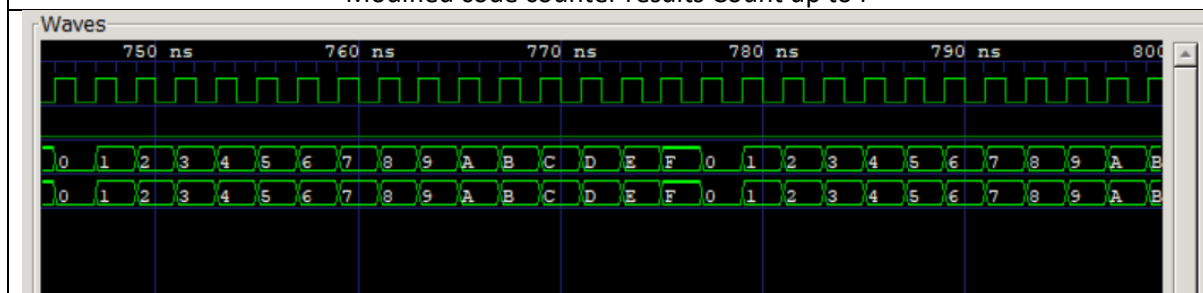 Modified code counter results Count up to F
Waves
750 ns 760 ns 770 ns 780 ns 790 ns 800
0 1 2 3 4 5 6 7 8 9 A B C D E F 0 1 2 3 4 5 6 7 8 9 A B
0 1 2 3 4 5 6 7 8 9 A B C D E F 0 1 2 3 4 5 6 7 8 9 A B